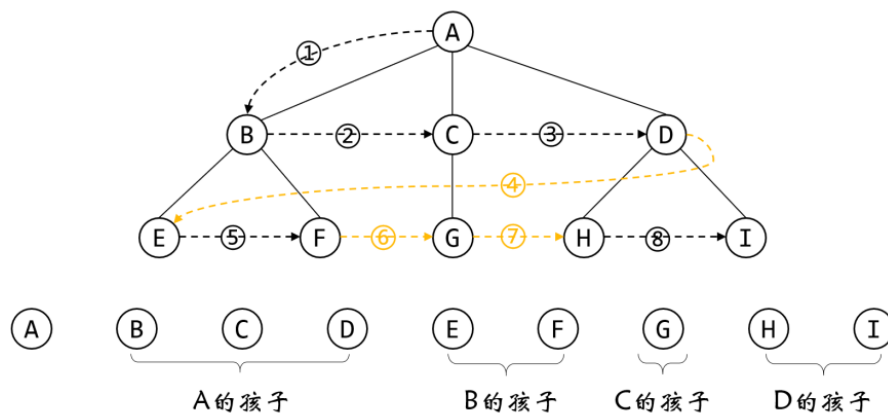 A
①
B ② C ③ D
④
E ⑤ F ⑥ G ⑦ H ⑧ I
A B C D E F G H I
A的孩子 B的孩子 C的孩子 D的孩子